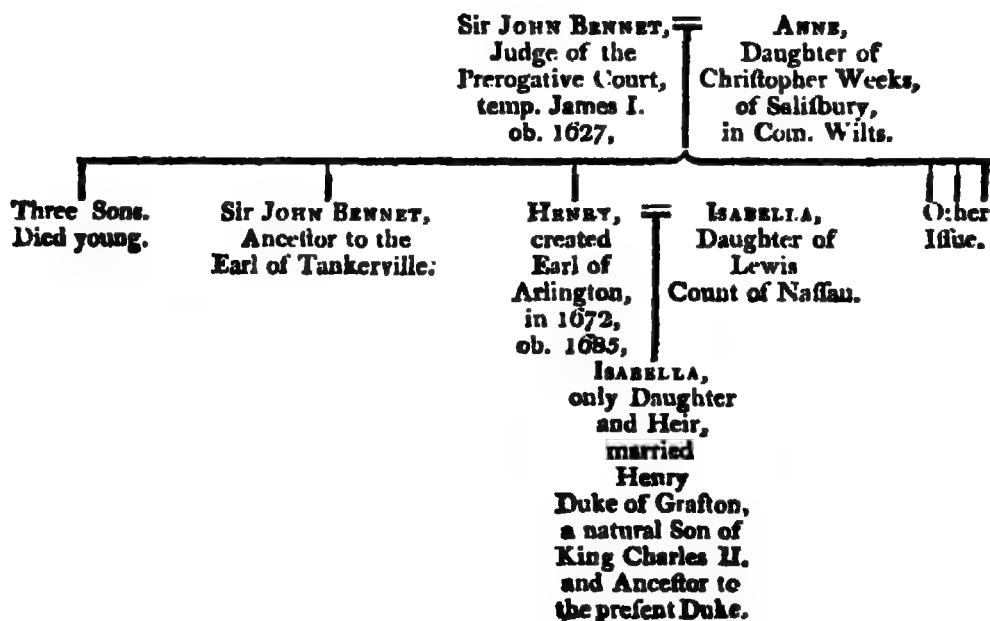 Sir JOHN BENNET,
Judge of the
Prerogative Court,
temp. James I.
ob. 1627,
ANNE,
Daughter of
Chriſtopher Weeks,
of Saliſbury,
in Com. Wilts.
Three Sons.
Died young.
Sir JOHN BENNET,
Anceſtor to the
Earl of Tankerville.
HENRY,
created
Earl of
Arlington,
in 1672,
ob. 1685,
ISABELLA,
Daughter of
Lewis
Count of Naſſau.
Other
Iſſue.
ISABELLA,
only Daughter
and Heir,
married
Henry
Duke of Grafton,
a natural Son of
King Charles II.
and Anceſtor to
the preſent Duke.